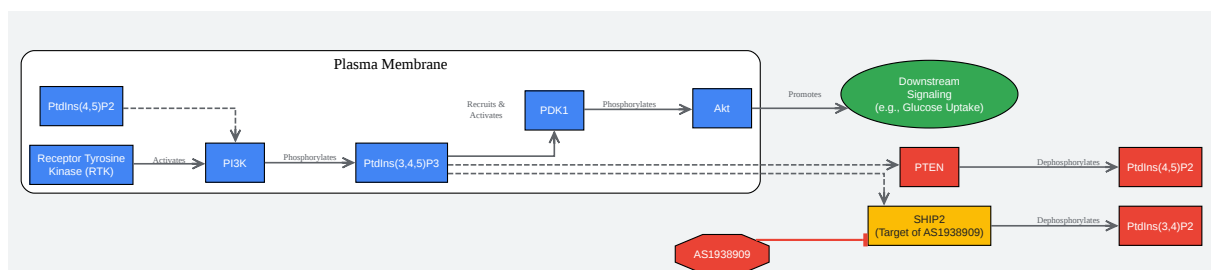 Plasma Membrane
PtdIns(4,5)P2
Receptor Tyrosine
Kinase (RTK)
Activates
PI3K
Phosphorylates
PtdIns(3,4,5)P3
Recruits &
Activates
PDK1
Phosphorylates
Akt
Promotes
Downstream
Signaling
(e.g., Glucose Uptake)
PTEN
Dephosphorylates
PtdIns(4,5)P2
SHIP2
(Target of AS1938909)
Dephosphorylates
PtdIns(3,4)P2
AS1938909